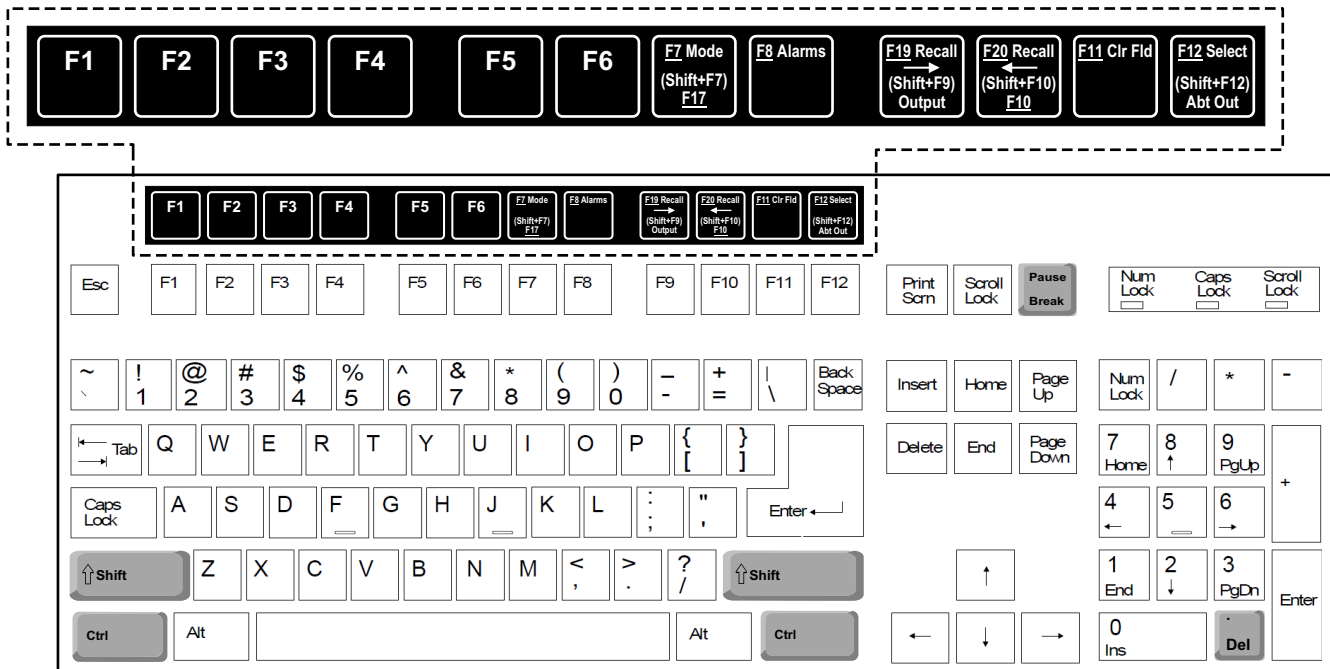 F1 F2 F3 F4 F5 F6 F7 Mode F8 Alarms F19 Recall F20 Recall F11 Clr Fld F12 Select
(Shift+F7) → (Shift+F9) ← (Shift+F10) (Shift+F12)
F17 Output F10 Abt Out
F1 F2 F3 F4 F5 F6 F7 Mode F8 Alarms F19 Recall F20 Recall F11 Clr Fld F12 Select
(Shift+F7) → (Shift+F9) ← (Shift+F10) (Shift+F12)
F17 Output F10 Abt Out
Esc F1 F2 F3 F4 F5 F6 F7 F8 F9 F10 F11 F12 Print Scrn Scroll Lock Pause Break Num Lock Caps Lock Scroll Lock
~ ! @ # $ % ^ & * ( ) _ + | Back Space Insert Home Page Up Num Lock / * -
` 1 2 3 4 5 6 7 8 9 0 - = \
Tab Q W E R T Y U I O P { [ } ] Delete End Page Down 7 Home 8 ↑ 9 PgUp +
Caps Lock A S D F G H J K L : ; " ' Enter 4 ← 5 6 →
⇧ Shift Z X C V B N M < , > . ? / ⇧ Shift ↑ 1 End 2 ↓ 3 PgDn Enter
Ctrl Alt Alt Ctrl ← ↓ → 0 Ins . Del